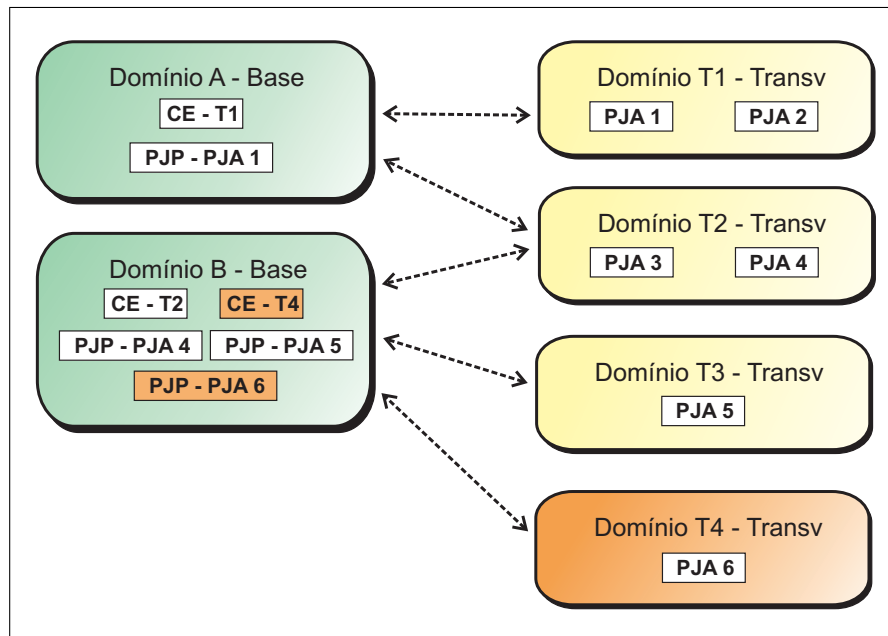 Domínio A - Base
CE - T1
PJP - PJA 1
Domínio B - Base
CE - T2
CE - T4
PJP - PJA 4
PJP - PJA 5
PJP - PJA 6
Domínio T1 - Transv
PJA 1
PJA 2
Domínio T2 - Transv
PJA 3
PJA 4
Domínio T3 - Transv
PJA 5
Domínio T4 - Transv
PJA 6